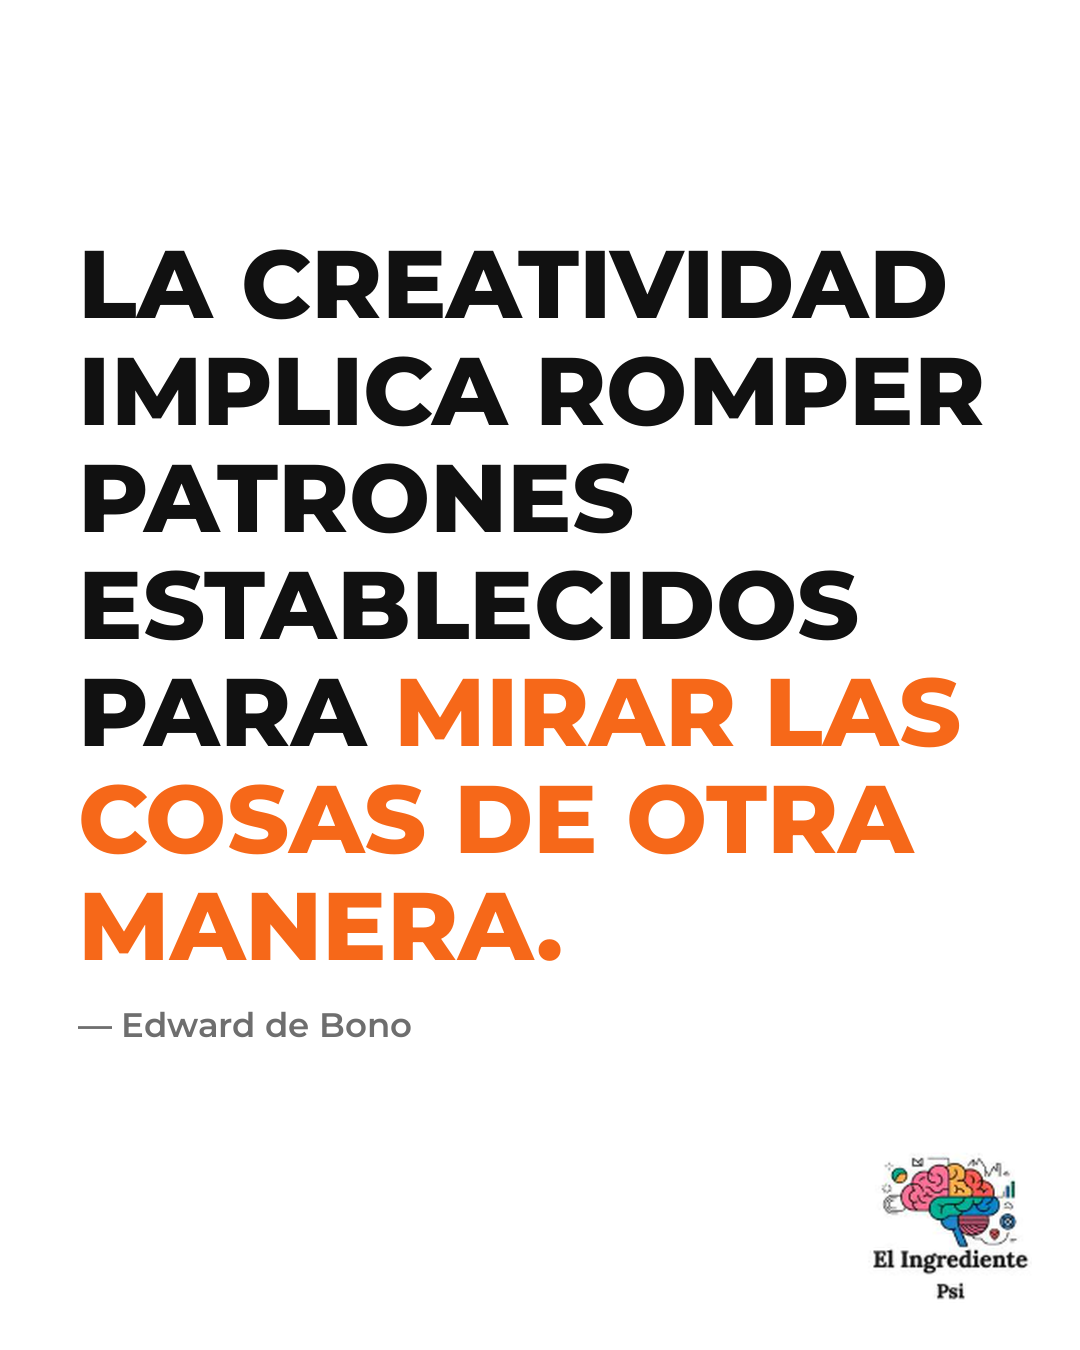 LA CREATIVIDAD
IMPLICA ROMPER
PATRONES
ESTABLECIDOS
PARA MIRAR LAS
COSAS DE OTRA
MANERA.
— Edward de Bono
El Ingrediente
Psi